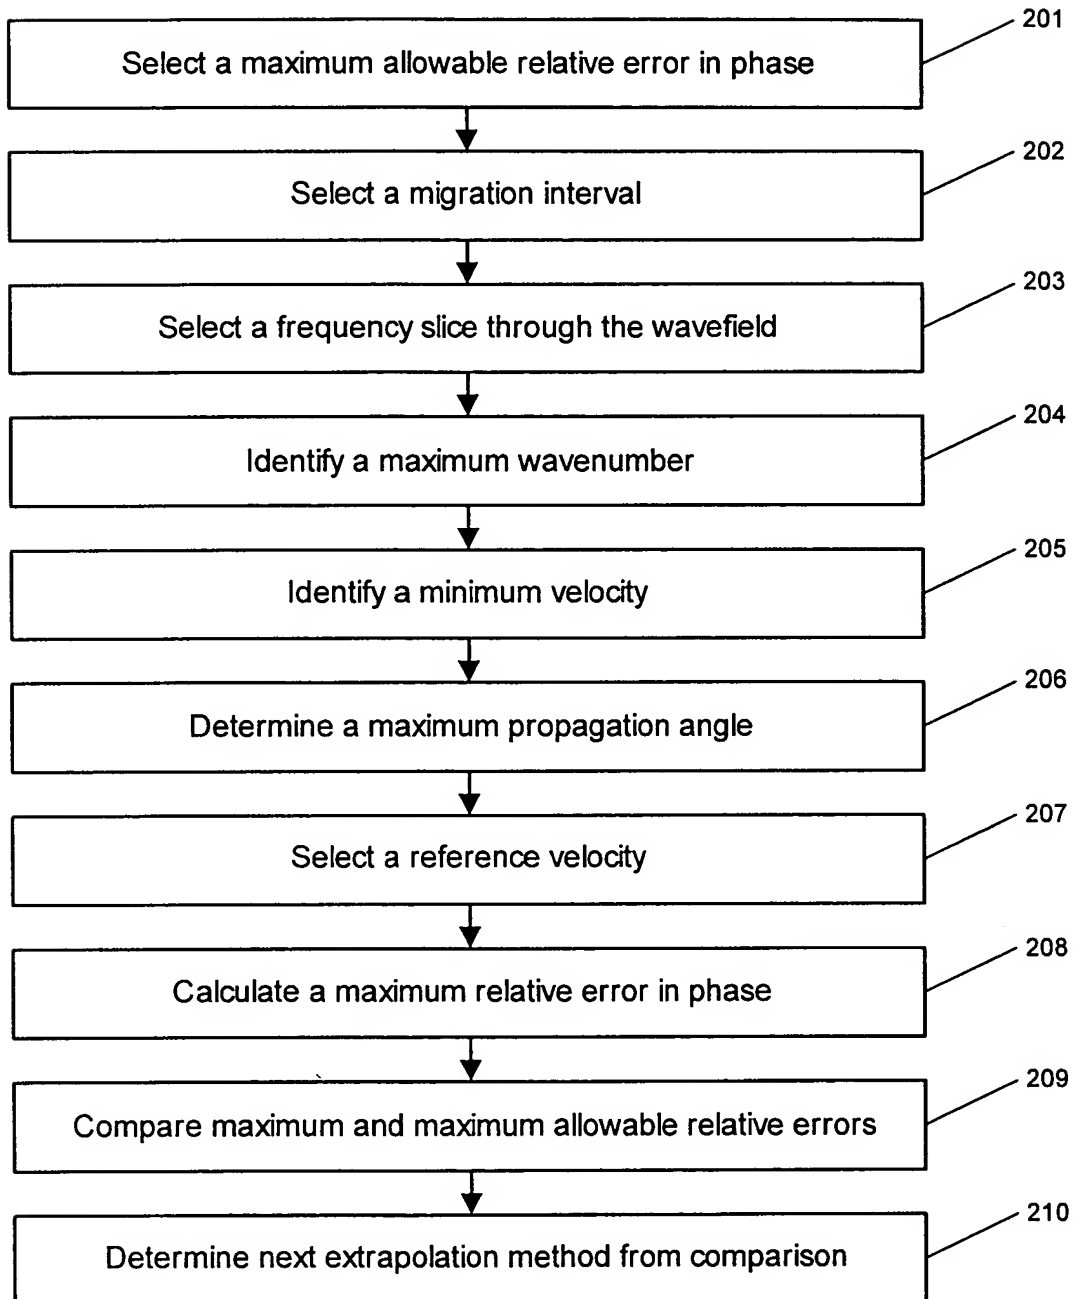 201
Select a maximum allowable relative error in phase
202
Select a migration interval
203
Select a frequency slice through the wavefield
204
Identify a maximum wavenumber
205
Identify a minimum velocity
206
Determine a maximum propagation angle
207
Select a reference velocity
208
Calculate a maximum relative error in phase
209
Compare maximum and maximum allowable relative errors
210
Determine next extrapolation method from comparison